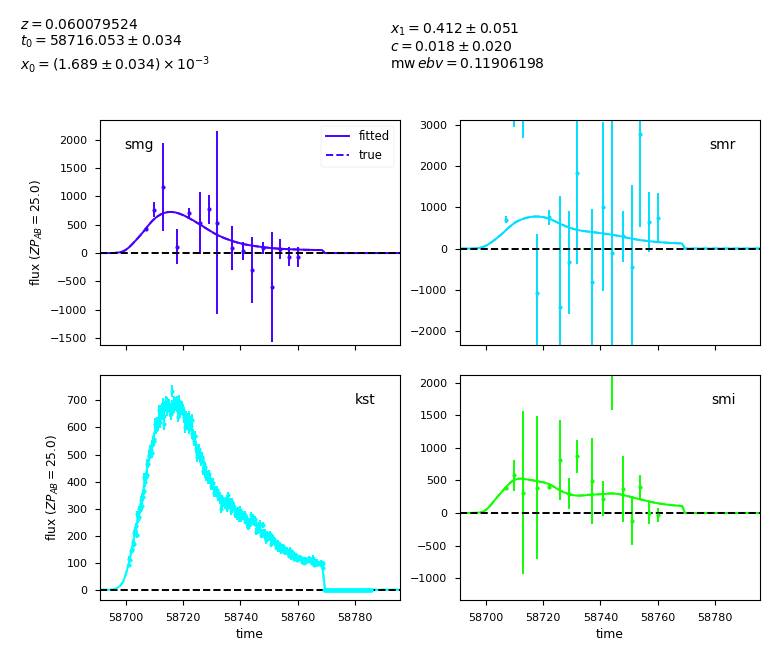 z = 0.060079524
t₀ = 58716.053 ± 0.034
x₀ = (1.689 ± 0.034) × 10⁻³
x₁ = 0.412 ± 0.051
c = 0.018 ± 0.020
mw ebv = 0.11906198
smg
fitted
true
2000
1500
1000
500
0
−500
−1000
−1500
flux (ZP_AB = 25.0)
smr
3000
2000
1000
0
−1000
−2000
kst
700
600
500
400
300
200
100
0
flux (ZP_AB = 25.0)
58700 58720 58740 58760 58780
time
smi
2000
1500
1000
500
0
−500
−1000
58700 58720 58740 58760 58780
time